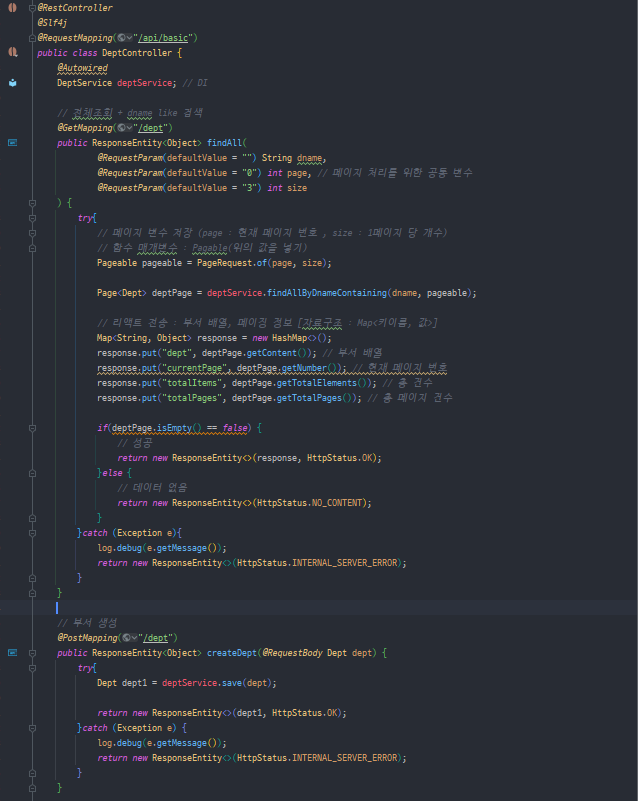 @RestController
@Slf4j
@RequestMapping("/api/basic")
public class DeptController {
@Autowired
DeptService deptService; // DI
// 전체조회 + dname like 검색
@GetMapping("/dept")
public ResponseEntity<Object> findAll(
@RequestParam(defaultValue = "") String dname,
@RequestParam(defaultValue = "0") int page, // 페이지 처리를 위한 공통 변수
@RequestParam(defaultValue = "3") int size
) {
try{
// 페이지 변수 저장 (page : 현재 페이지 번호 , size : 1페이지 당 개수)
// 함수 매개변수 : Pagable(위의 값을 넣기)
Pageable pageable = PageRequest.of(page, size);
Page<Dept> deptPage = deptService.findAllByDnameContaining(dname, pageable);
// 리액트 전송 : 부서 배열, 페이징 정보 [자료구조 : Map<키이름, 값>]
Map<String, Object> response = new HashMap<>();
response.put("dept", deptPage.getContent()); // 부서 배열
response.put("currentPage", deptPage.getNumber()); // 현재 페이지 번호
response.put("totalItems", deptPage.getTotalElements()); // 총 건수
response.put("totalPages", deptPage.getTotalPages()); // 총 페이지 건수
if(deptPage.isEmpty() == false) {
// 성공
return new ResponseEntity<>(response, HttpStatus.OK);
}else {
// 데이터 없음
return new ResponseEntity<>(HttpStatus.NO_CONTENT);
}
}catch (Exception e){
log.debug(e.getMessage());
return new ResponseEntity<>(HttpStatus.INTERNAL_SERVER_ERROR);
}
}
// 부서 생성
@PostMapping("/dept")
public ResponseEntity<Object> createDept(@RequestBody Dept dept) {
try{
Dept dept1 = deptService.save(dept);
return new ResponseEntity<>(dept1, HttpStatus.OK);
}catch (Exception e) {
log.debug(e.getMessage());
return new ResponseEntity<>(HttpStatus.INTERNAL_SERVER_ERROR);
}
}